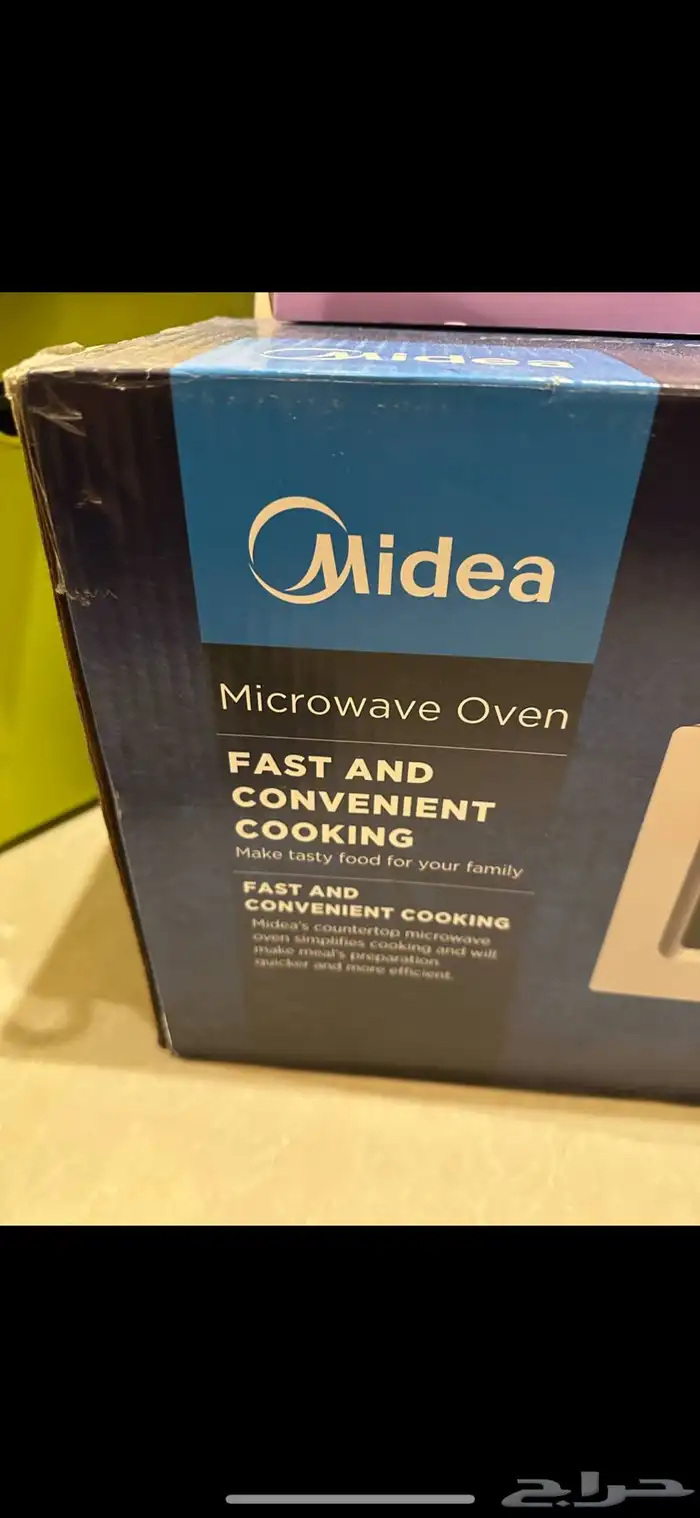 Midea
Midea
Microwave Oven
FAST AND
CONVENIENT
COOKING
Make tasty food for your family
FAST AND
CONVENIENT COOKING
Midea's countertop microwave
oven simplifies cooking and will
make meal's preparation
quicker and more efficient.
حراج